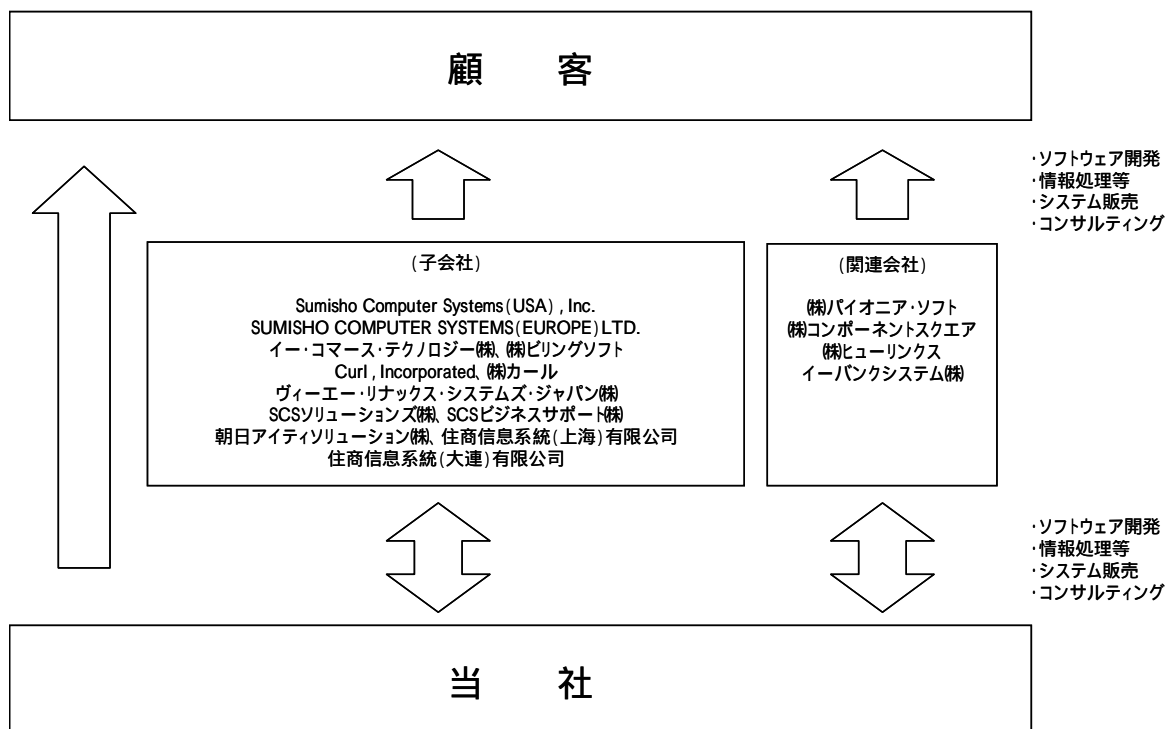 顧　客
・ソフトウェア開発
・情報処理等
・システム販売
・コンサルティング
(子会社)
Sumisho Computer Systems(USA), Inc.
SUMISHO COMPUTER SYSTEMS(EUROPE)LTD.
イー・コマース・テクノロジー㈱、㈱ビリングソフト
Curl, Incorporated、㈱カール
ヴィーエー・リナックス・システムズ・ジャパン㈱
SCSソリューションズ㈱、SCSビジネスサポート㈱
朝日アイティソリューション㈱、住商信息系統(上海)有限公司
住商信息系統(大連)有限公司
(関連会社)
㈱パイオニア・ソフト
㈱コンポーネントスクエア
㈱ヒューリンクス
イーバンクシステム㈱
・ソフトウェア開発
・情報処理等
・システム販売
・コンサルティング
当　社